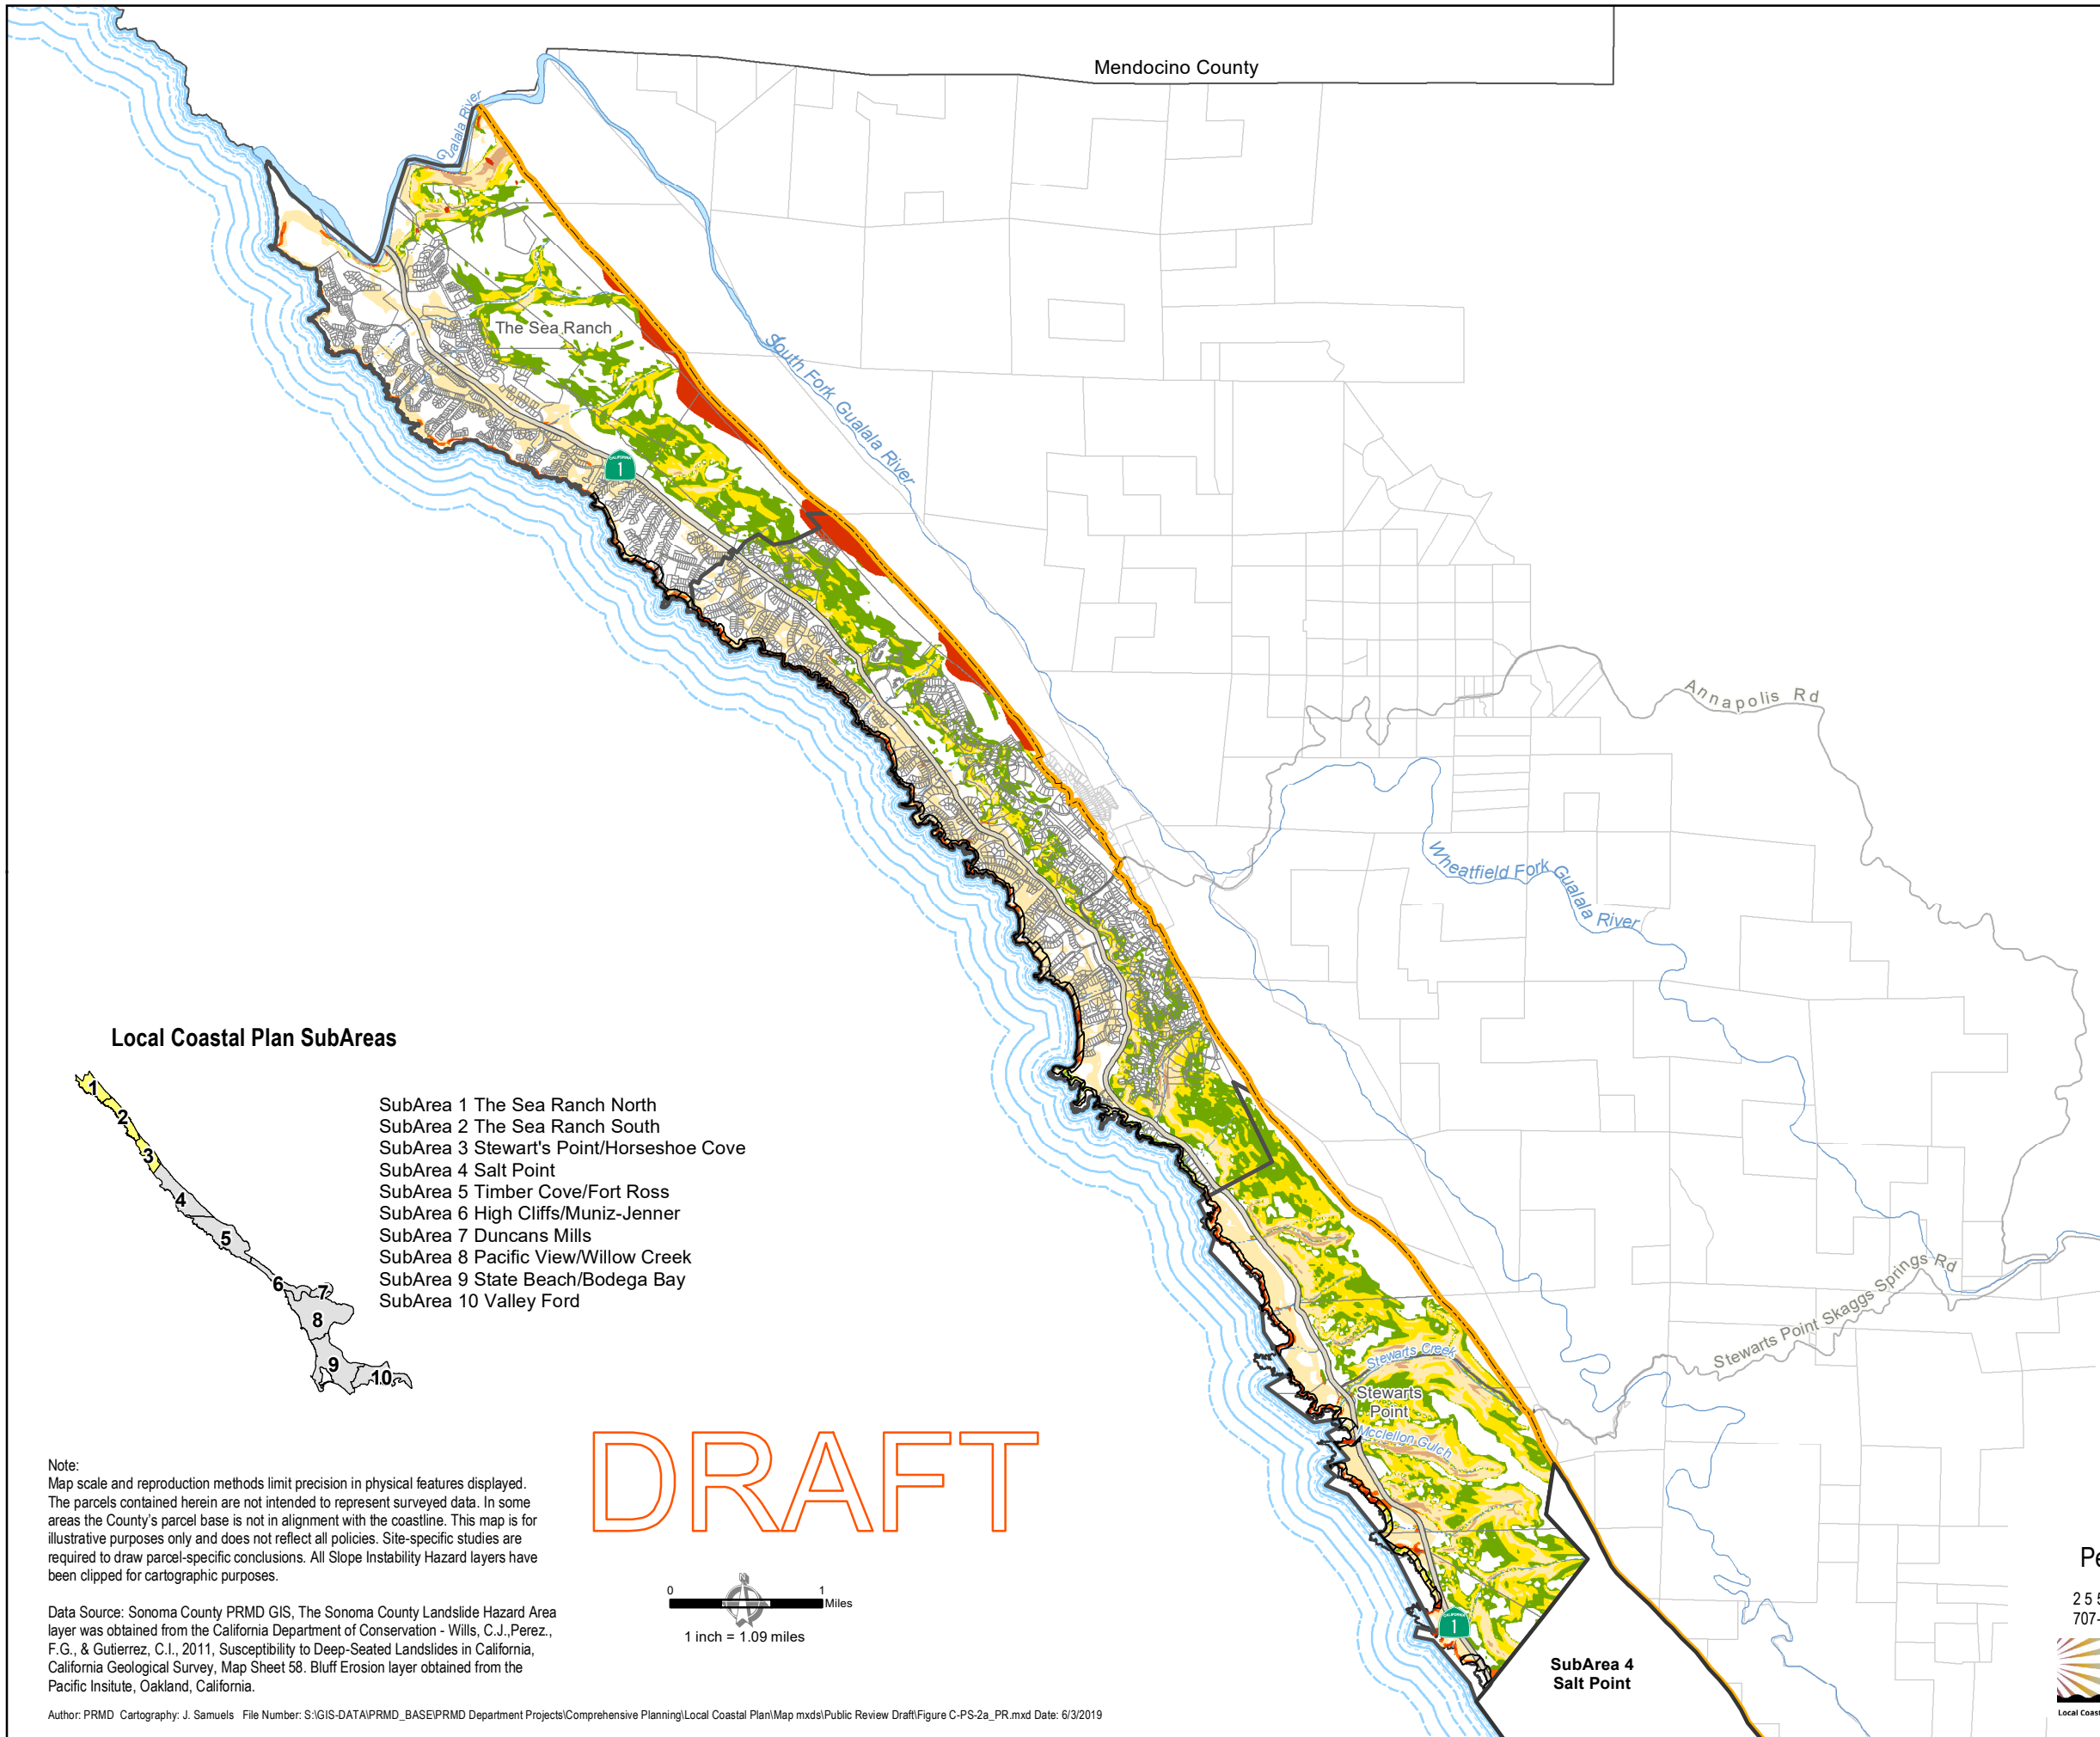 Mendocino County
Gualala River
The Sea Ranch
South Fork Gualala River
CALIFORNIA
1
Annapolis Rd
Wheatfield Fork Gualala River
Local Coastal Plan SubAreas
1
2
3
4
5
6
7
8
9
10
SubArea 1 The Sea Ranch North
SubArea 2 The Sea Ranch South
SubArea 3 Stewart's Point/Horseshoe Cove
SubArea 4 Salt Point
SubArea 5 Timber Cove/Fort Ross
SubArea 6 High Cliffs/Muniz-Jenner
SubArea 7 Duncans Mills
SubArea 8 Pacific View/Willow Creek
SubArea 9 State Beach/Bodega Bay
SubArea 10 Valley Ford
Stewarts Point Skaggs Springs Rd
Stewarts Creek
Stewarts
Point
Mcclellon Gulch
DRAFT
Note:
Map scale and reproduction methods limit precision in physical features displayed.
The parcels contained herein are not intended to represent surveyed data. In some
areas the County's parcel base is not in alignment with the coastline. This map is for
illustrative purposes only and does not reflect all policies. Site-specific studies are
required to draw parcel-specific conclusions. All Slope Instability Hazard layers have
been clipped for cartographic purposes.
Data Source: Sonoma County PRMD GIS, The Sonoma County Landslide Hazard Area
layer was obtained from the California Department of Conservation - Wills, C.J.,Perez.,
F.G., & Gutierrez, C.I., 2011, Susceptibility to Deep-Seated Landslides in California,
California Geological Survey, Map Sheet 58. Bluff Erosion layer obtained from the
Pacific Insitute, Oakland, California.
0 1
Miles
1 inch = 1.09 miles
CALIFORNIA
1
SubArea 4
Salt Point
Pe
2 5 5
707-
Local Coast
Author: PRMD Cartography: J. Samuels File Number: S:\GIS-DATA\PRMD_BASE\PRMD Department Projects\Comprehensive Planning\Local Coastal Plan\Map mxds\Public Review Draft\Figure C-PS-2a_PR.mxd Date: 6/3/2019